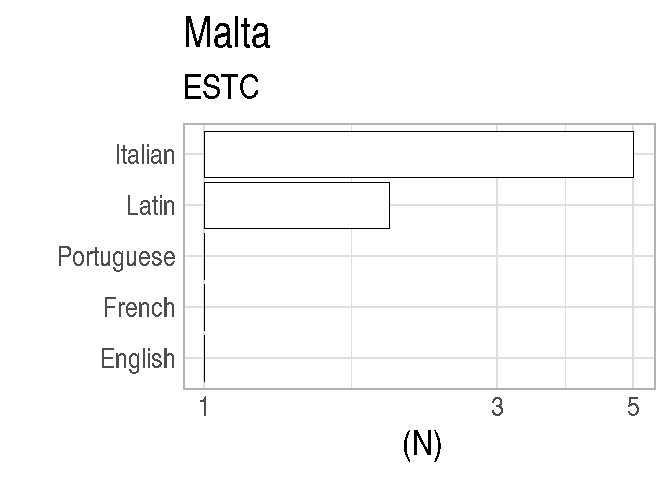 Malta
ESTC
Italian
Latin
Portuguese
French
English
1 3 5
(N)